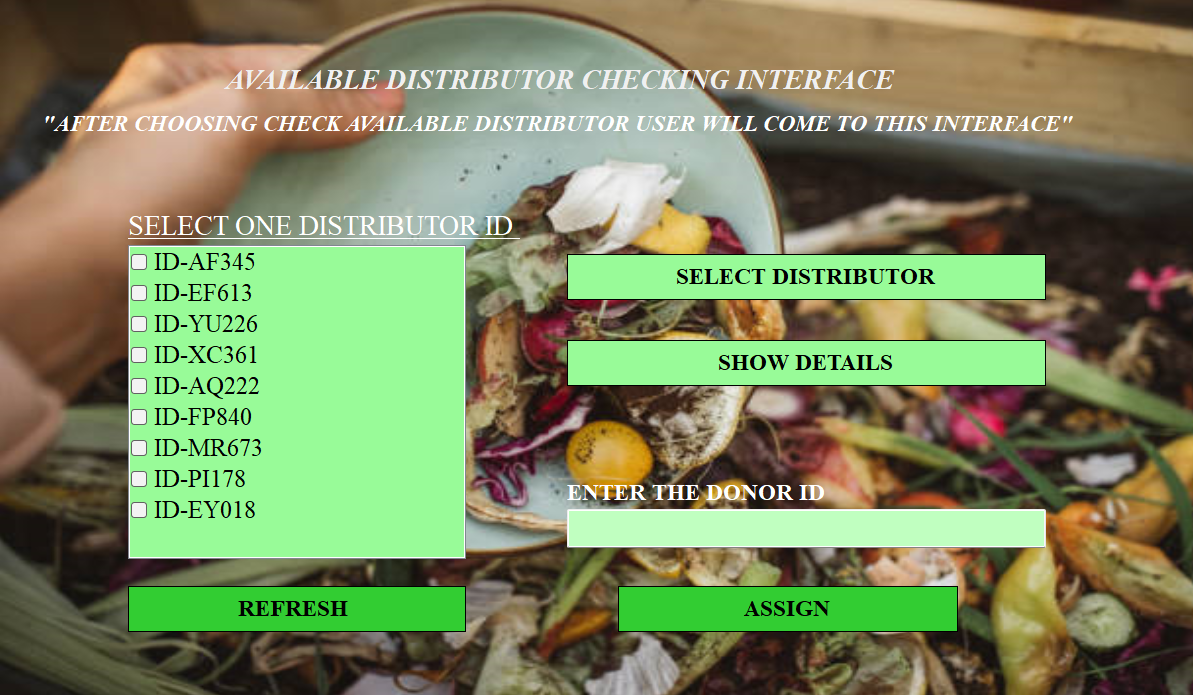 AVAILABLE DISTRIBUTOR CHECKING INTERFACE
"AFTER CHOOSING CHECK AVAILABLE DISTRIBUTOR USER WILL COME TO THIS INTERFACE"
SELECT ONE DISTRIBUTOR ID
ID-AF345
ID-EF613
ID-YU226
ID-XC361
ID-AQ222
ID-FP840
ID-MR673
ID-PI178
ID-EY018
REFRESH
SELECT DISTRIBUTOR
SHOW DETAILS
ENTER THE DONOR ID
ASSIGN